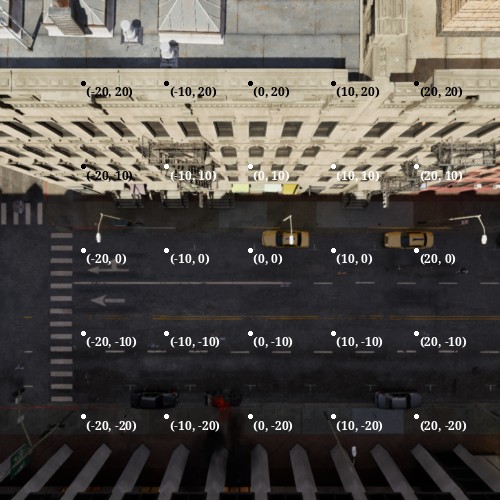 (-20, 20) (-10, 20) (0, 20) (10, 20) (20, 20)
(-20, 10) (-10, 10) (0, 10) (10, 10) (20, 10)
(-20, 0) (-10, 0) (0, 0) (10, 0) (20, 0)
(-20, -10) (-10, -10) (0, -10) (10, -10) (20, -10)
(-20, -20) (-10, -20) (0, -20) (10, -20) (20, -20)